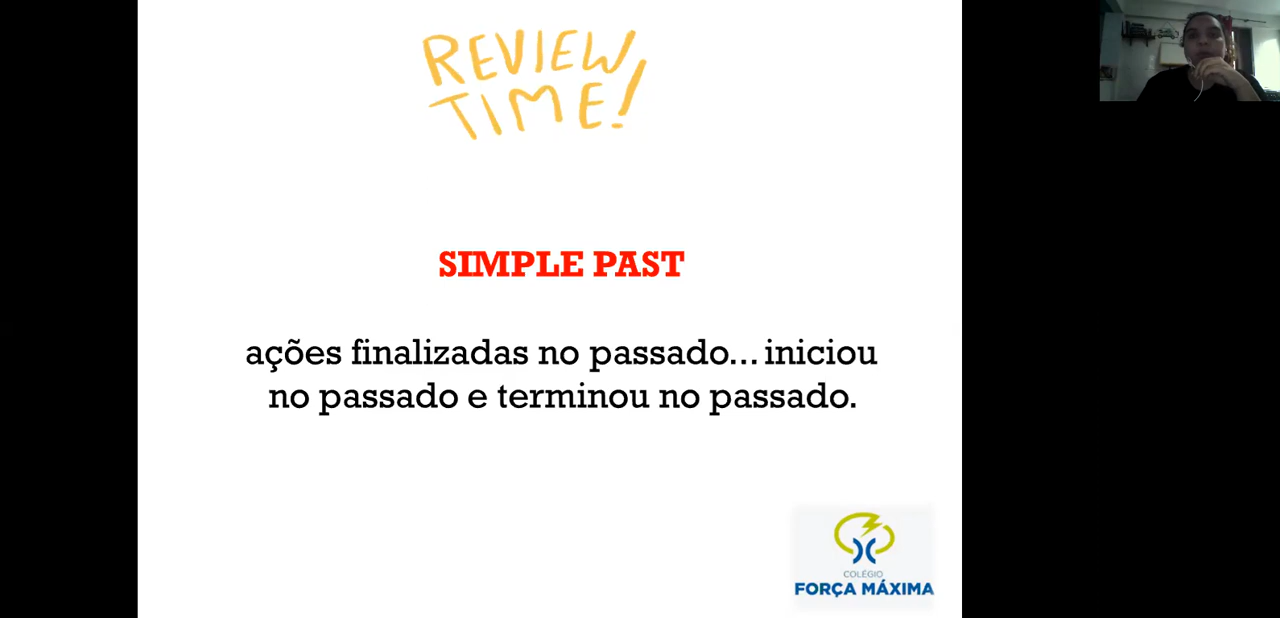 REVIEW
TIME!
SIMPLE PAST
ações finalizadas no passado... iniciou
no passado e terminou no passado.
COLÉGIO
FORÇA MÁXIMA